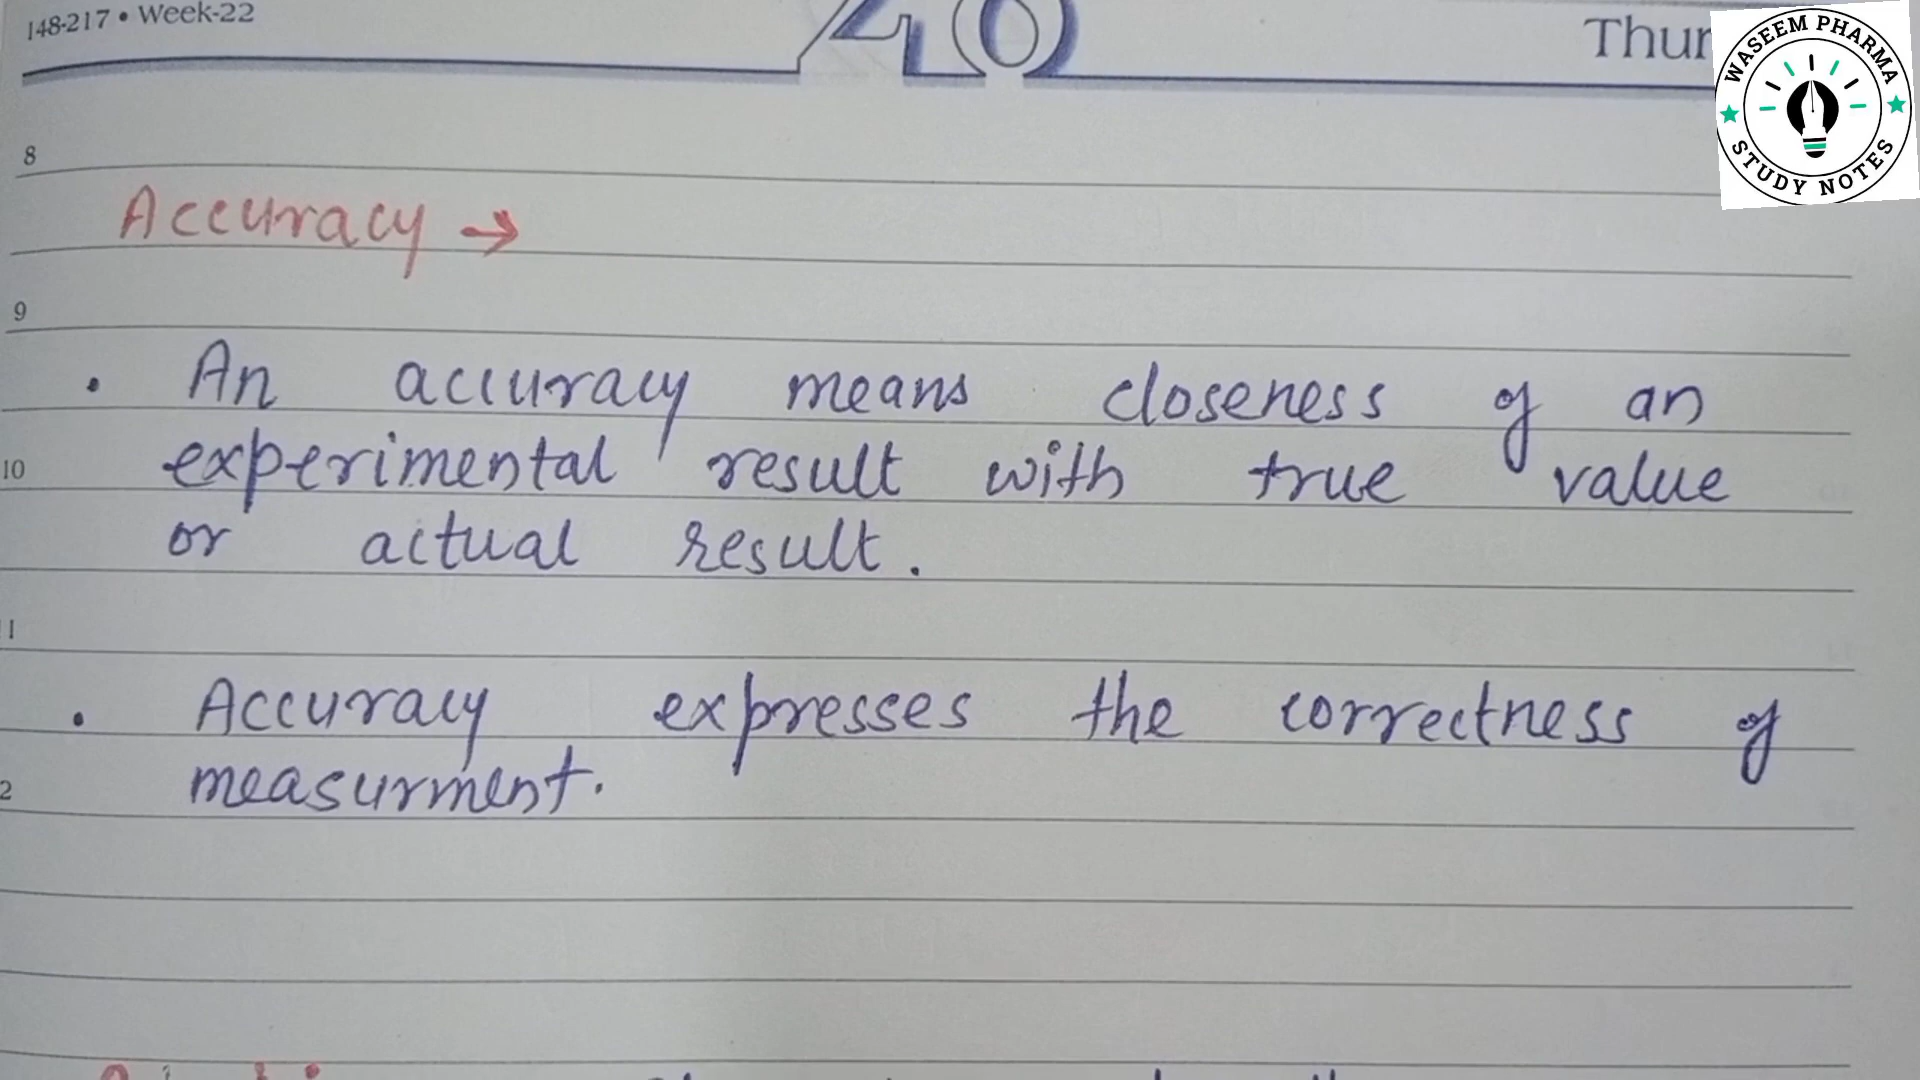 148-217 • Week-22
Thur
WASEEM PHARMA
STUDY NOTES
8
Accuracy →
9
• An accuracy means closeness of an
10 experimental result with true value
or actual result.
• Accuracy expresses the correctness of
measurment.